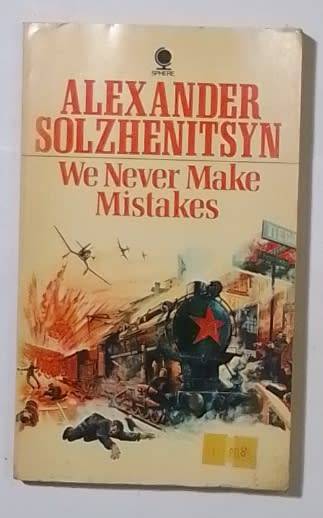 SPHERE
ALEXANDER
SOLZHENITSYN
We Never Make
Mistakes